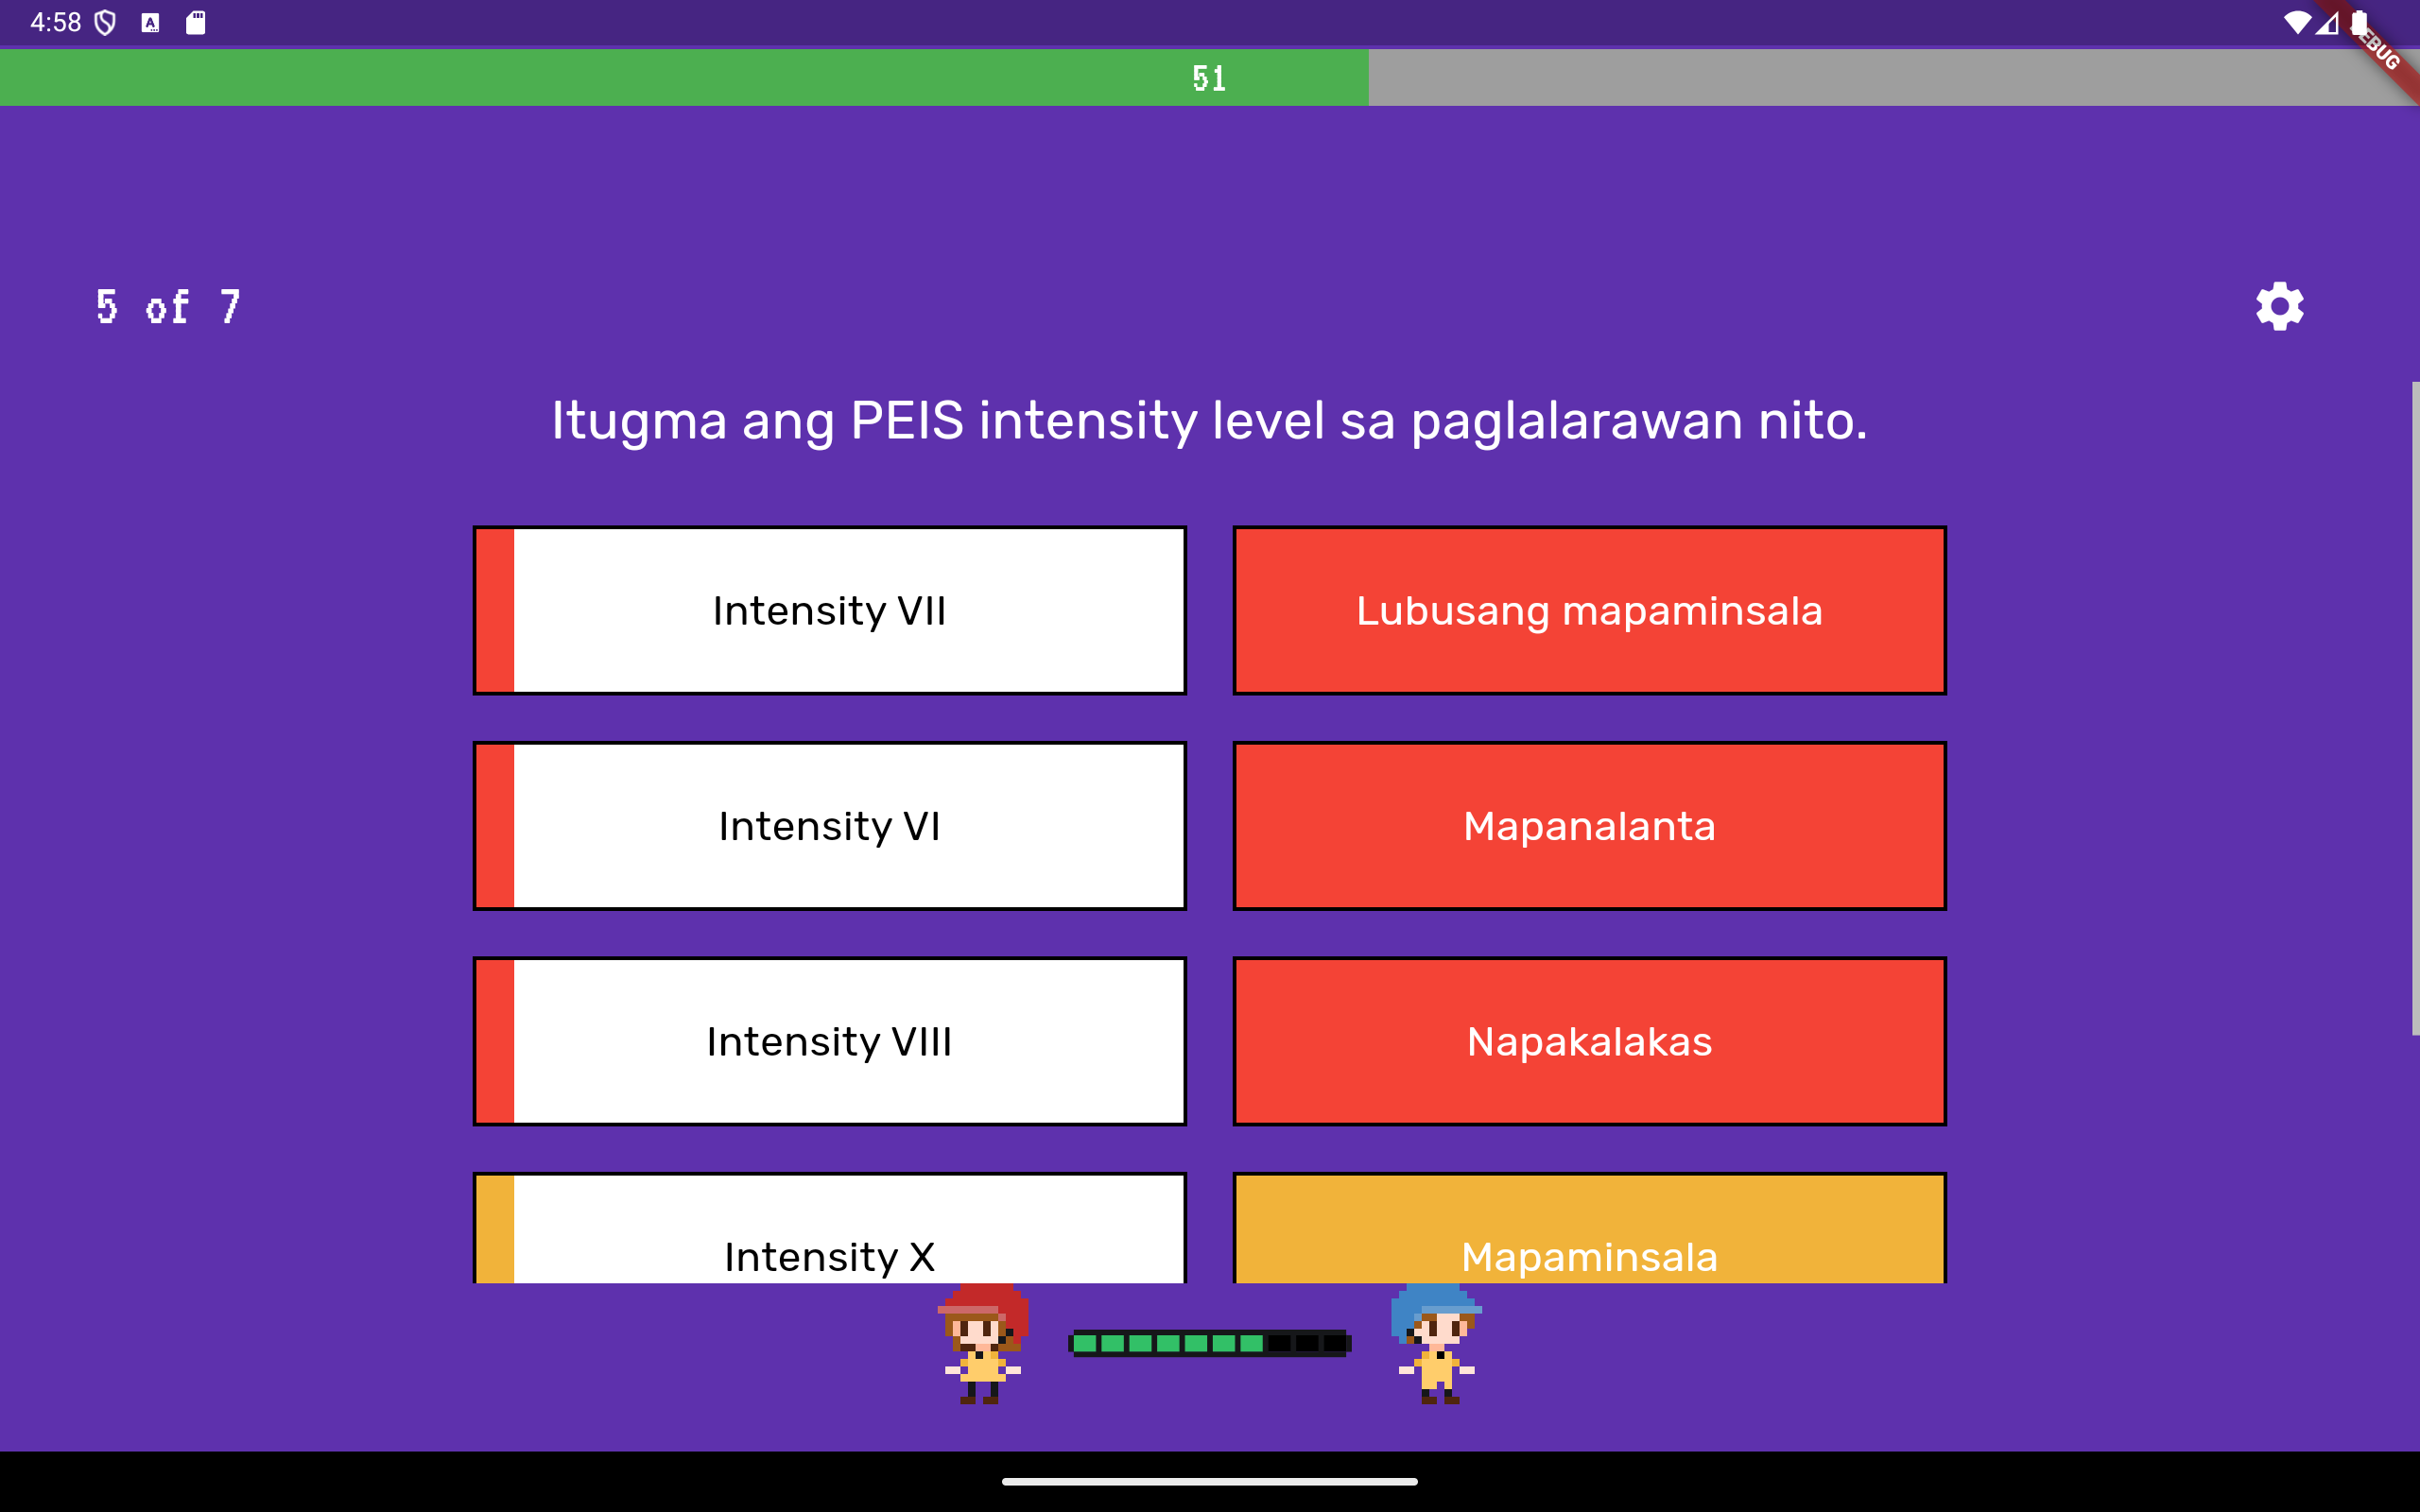 4:58
DEBUG
51
5 of 7
Itugma ang PEIS intensity level sa paglalarawan nito.
Intensity VII
Lubusang mapaminsala
Intensity VI
Mapanalanta
Intensity VIII
Napakalakas
Intensity X
Mapaminsala